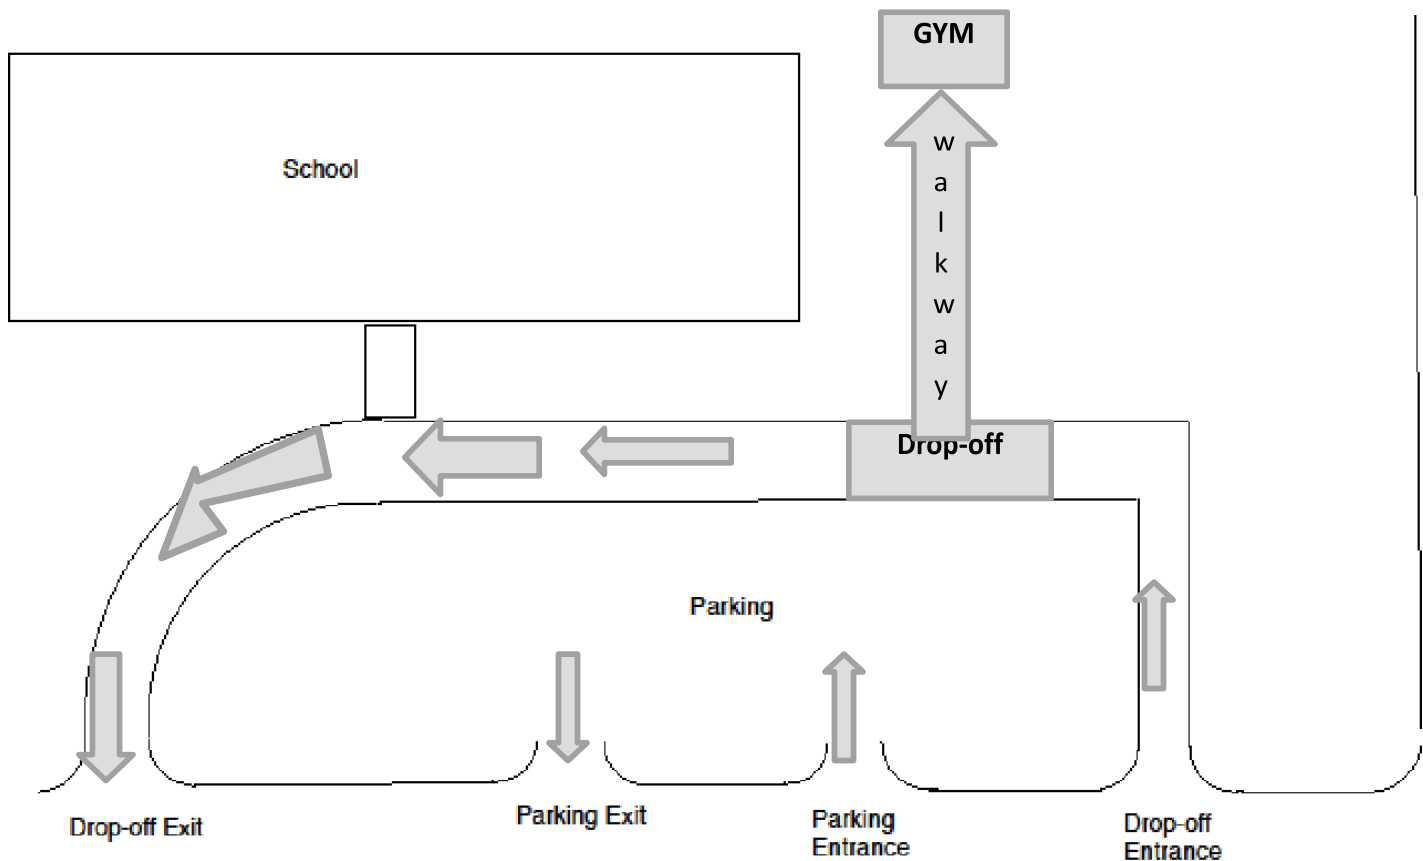 GYM
School
w
a
l
k
w
a
y
Drop-off
Parking
Drop-off Exit
Parking Exit
Parking
Entrance
Drop-off
Entrance